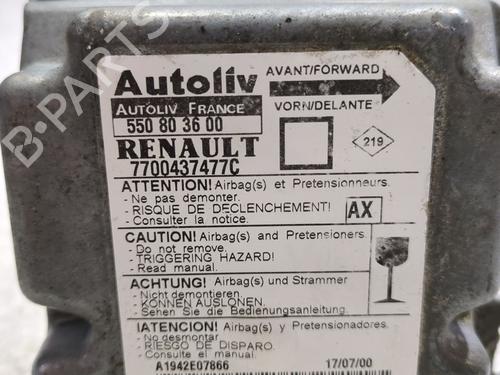 Autoliv
AVANT/FORWARD
AUTOLIV FRANCE
VORN/DELANTE
550 80 36 00
RENAULT
219
7700437477C
ATTENTION! Airbag(s) et Pretensionneurs.
- Ne pas demonter.
- RISQUE DE DECLENCHEMENT!
- Consulter la notice.
AX
CAUTION! Airbag(s) and Pretensioners
- Do not remove.
- TRIGGERING HAZARD!
- Read manual.
ACHTUNG! Airbag(s) und Strammer
- Nicht demontieren
- KÖNNEN AUSLÖNEN.
- Sehen Sie die Bedienungsanleitung.
¡ATENCION! Airbag(s) y Pretensionadores.
- No desmontar
- RIESGO DE DISPARO.
- Consulte el manual
A1942E07866
17/07/00